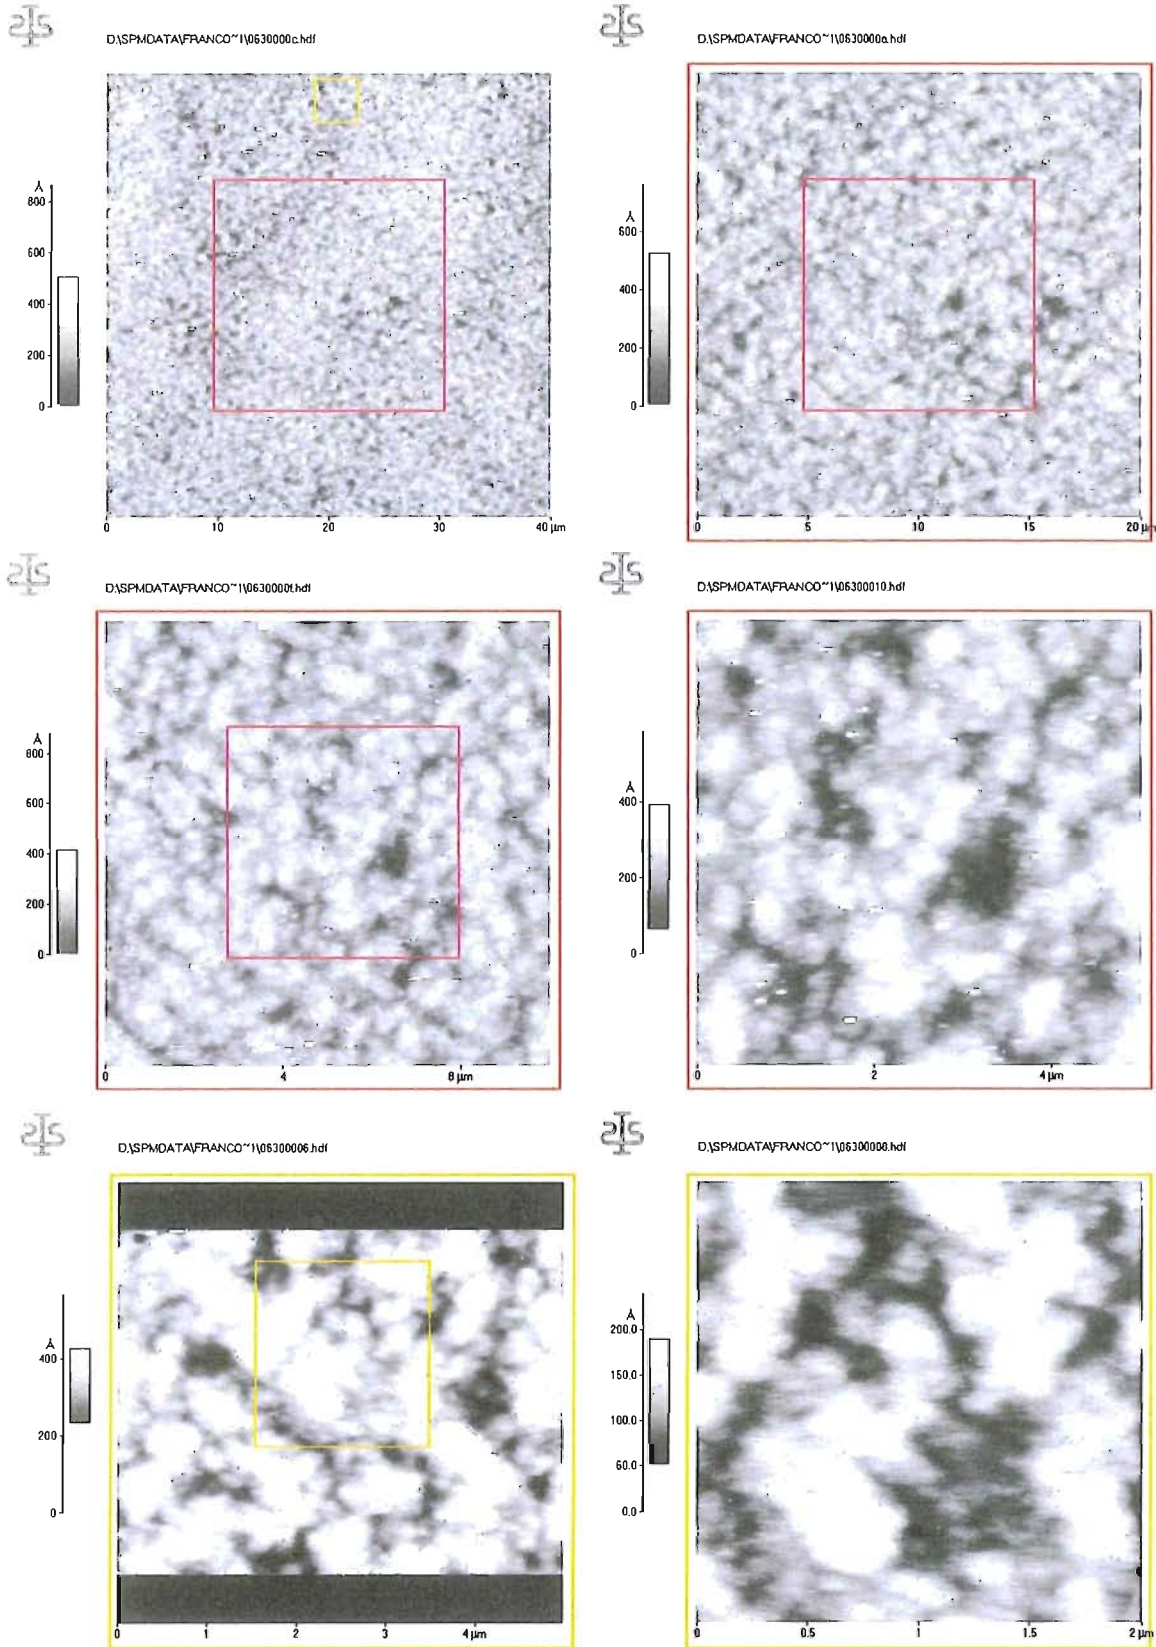 D:\SPMDATA\FRANCO~1\0630000c.hdf
Å
800
600
400
200
0
0 10 20 30 40 µm
D:\SPMDATA\FRANCO~1\0630000a.hdf
Å
600
400
200
0
0 5 10 15 20 µm
D:\SPMDATA\FRANCO~1\0630000f.hdf
Å
800
600
400
200
0
0 4 8 µm
D:\SPMDATA\FRANCO~1\06300010.hdf
Å
400
200
0
0 2 4 µm
D:\SPMDATA\FRANCO~1\06300006.hdf
Å
400
200
0
0 1 2 3 4 µm
D:\SPMDATA\FRANCO~1\06300008.hdf
Å
200.0
150.0
100.0
60.0
0.0
0 0.5 1 1.5 2 µm